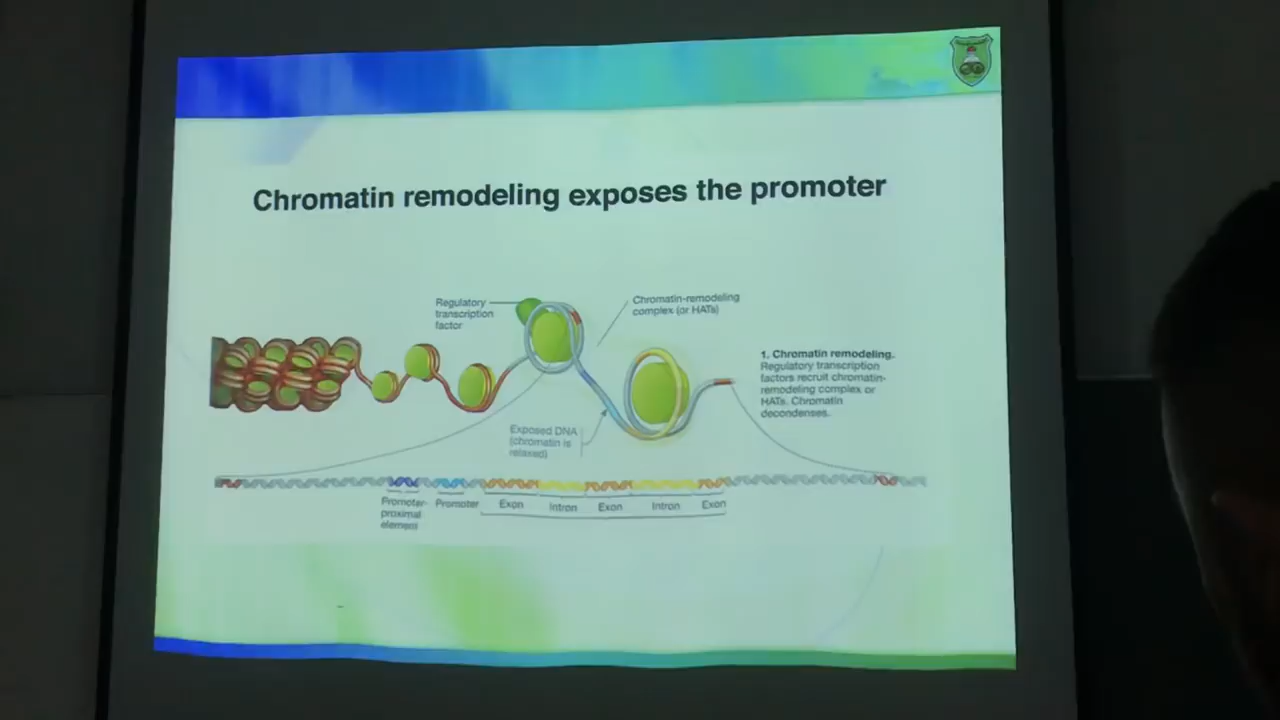 Chromatin remodeling exposes the promoter
Regulatory
transcription
factor
Chromatin-remodeling
complex (or HATs)
1. Chromatin remodeling.
Regulatory transcription
factors recruit chromatin-
remodeling complex or
HATs. Chromatin
decondenses.
Exposed DNA
(chromatin is
relaxed)
Promoter-
proximal
element
Promoter
Exon
Intron
Exon
Intron
Exon